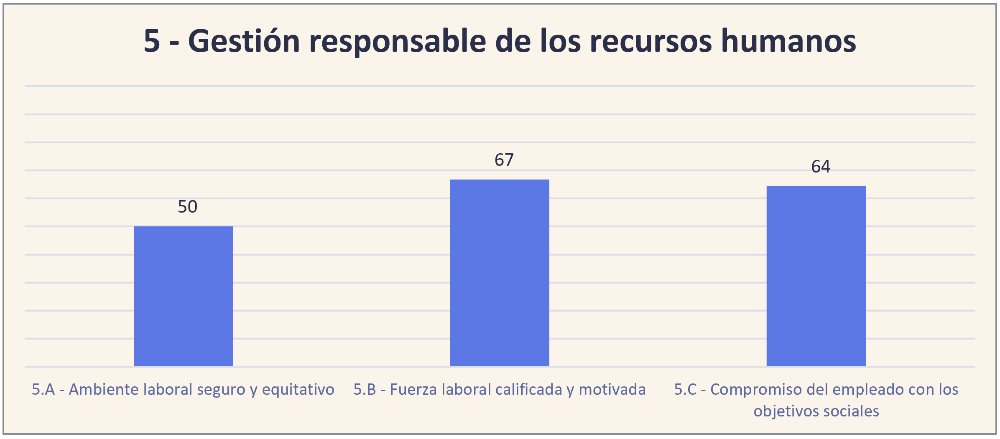 5 - Gestión responsable de los recursos humanos
67
64
50
5.A - Ambiente laboral seguro y equitativo
5.B - Fuerza laboral calificada y motivada
5.C - Compromiso del empleado con los
objetivos sociales